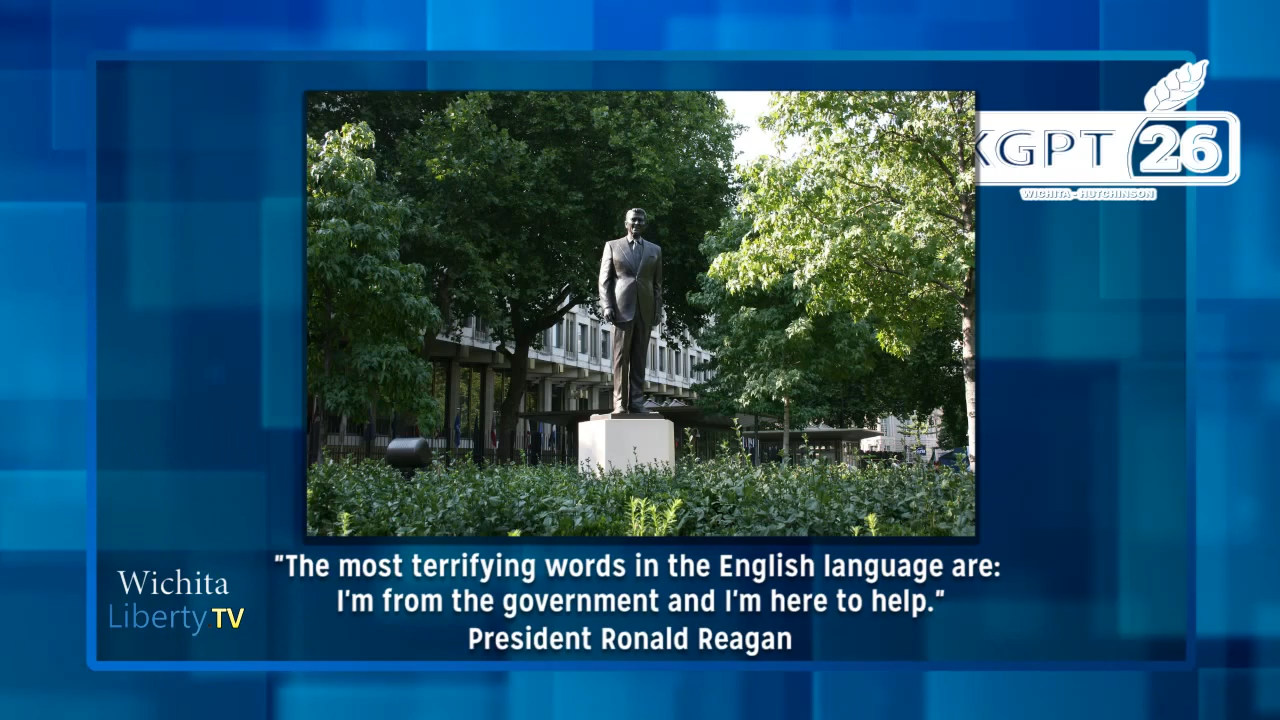 KGPT 26
WICHITA - HUTCHINSON
"The most terrifying words in the English language are:
I'm from the government and I'm here to help."
President Ronald Reagan
Wichita
Liberty TV